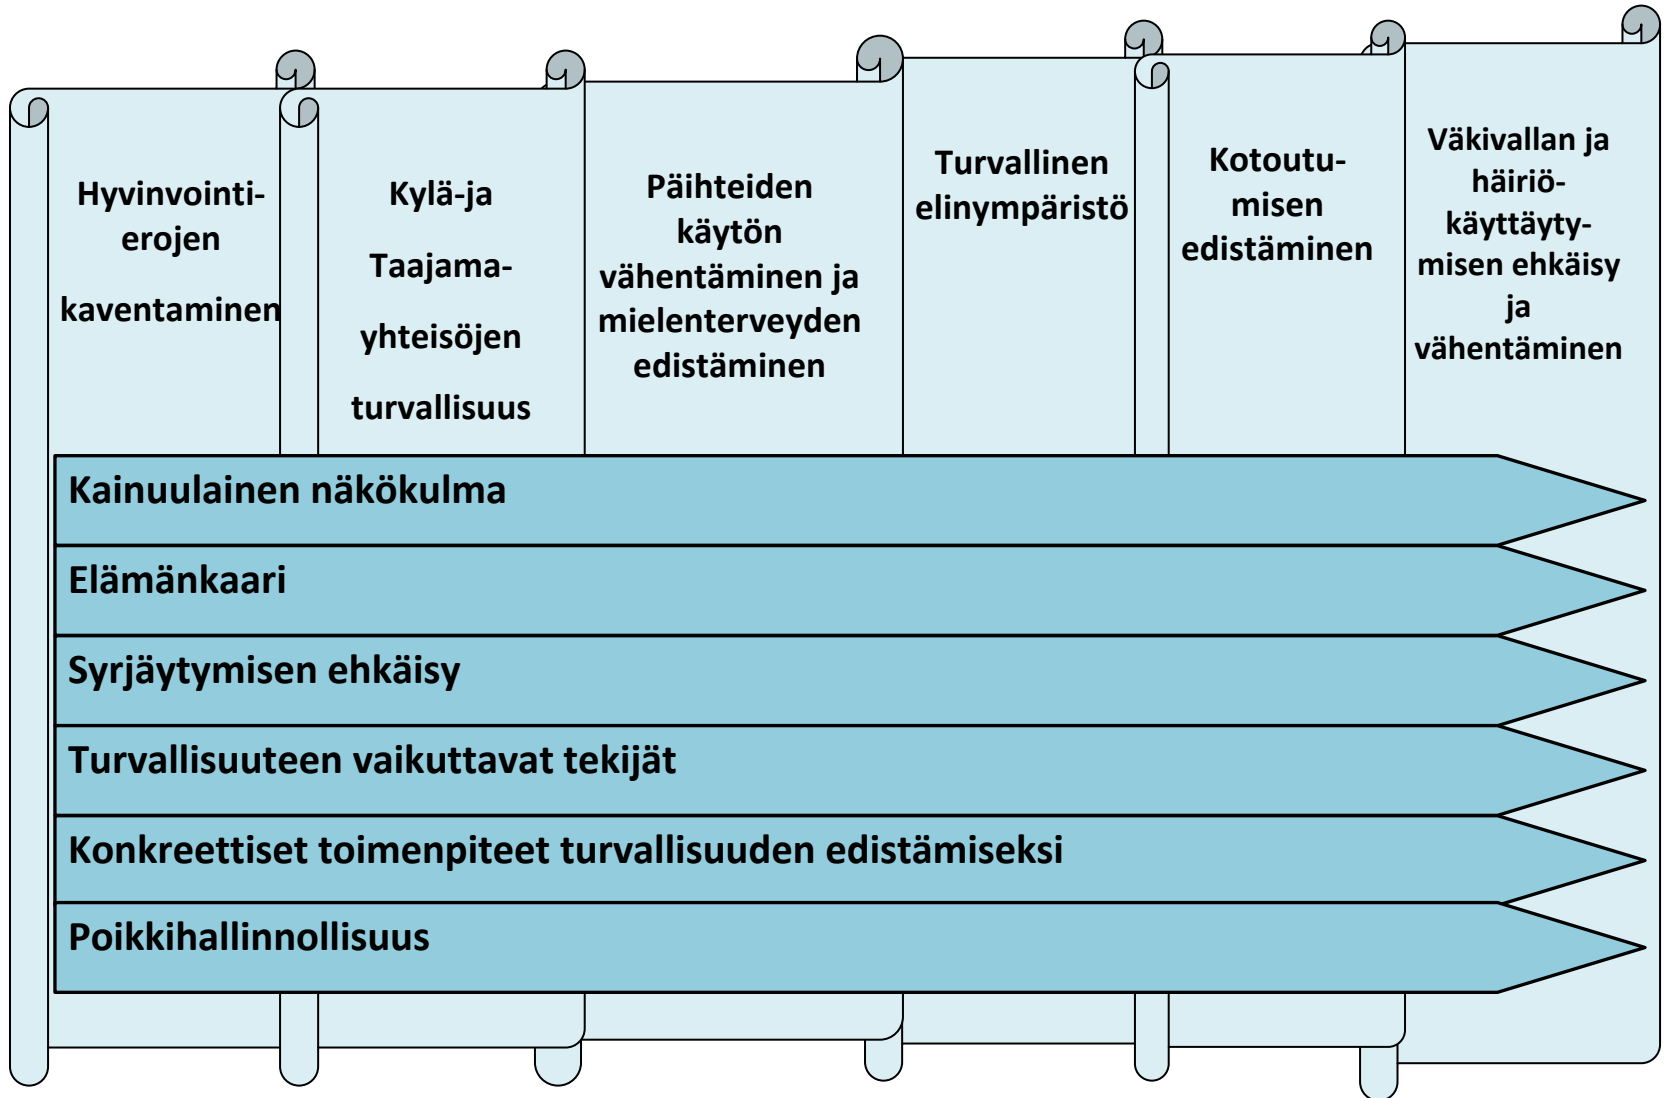 Hyvinvointi-
erojen
kaventaminen
Kylä-ja
Taajama-
yhteisöjen
turvallisuus
Päihteiden
käytön
vähentäminen ja
mielenterveyden
edistäminen
Turvallinen
elinympäristö
Kotoutu-
misen
edistäminen
Väkivallan ja
häiriö-
käyttäyty-
misen ehkäisy
ja
vähentäminen
Kainuulainen näkökulma
Elämänkaari
Syrjäytymisen ehkäisy
Turvallisuuteen vaikuttavat tekijät
Konkreettiset toimenpiteet turvallisuuden edistämiseksi
Poikkihallinnollisuus